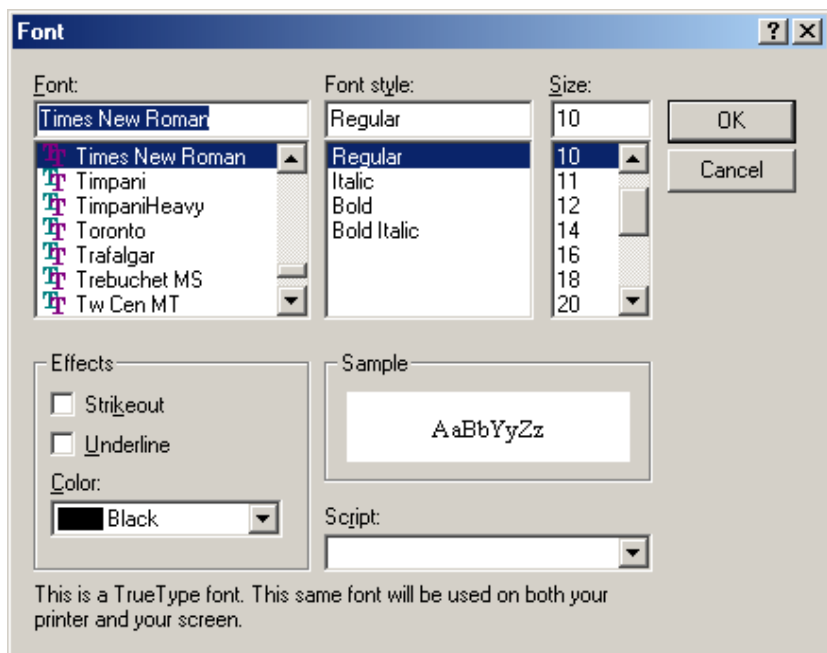 Font
Font:
Times New Roman
Times New Roman
Timpani
TimpaniHeavy
Toronto
Trafalgar
Trebuchet MS
Tw Cen MT
Font style:
Regular
Regular
Italic
Bold
Bold Italic
Size:
10
10
11
12
14
16
18
20
OK
Cancel
Effects
Strikeout
Underline
Color:
Black
Sample
AaBbYyZz
Script:
This is a TrueType font. This same font will be used on both your
printer and your screen.